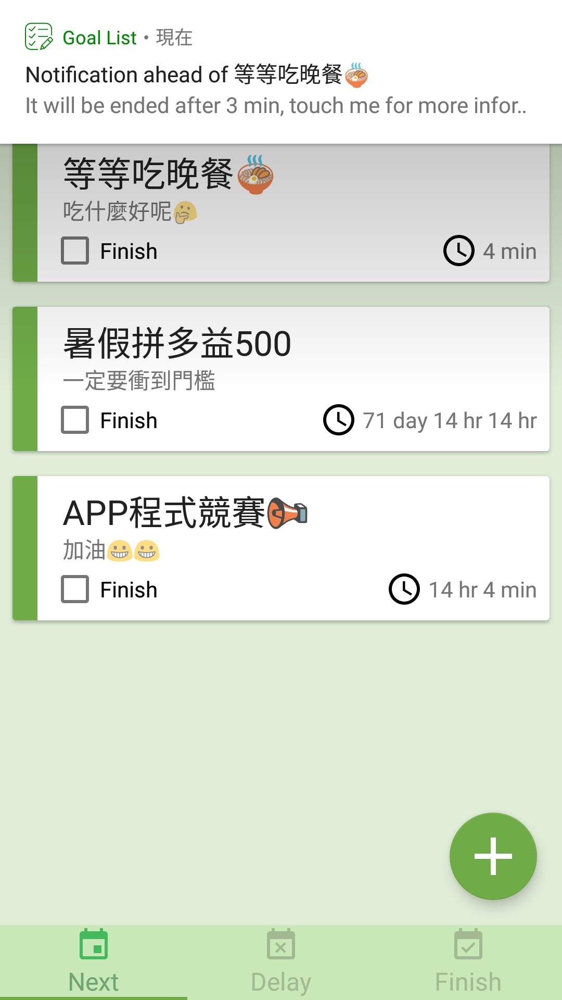 Goal List • 現在
Notification ahead of 等等吃晚餐🍜
It will be ended after 3 min, touch me for more infor..
等等吃晚餐🍜
吃什麼好呢🤔
Finish
4 min
暑假拼多益500
一定要衝到門檻
Finish
71 day 14 hr 14 hr
APP程式競賽📢
加油😀😀
Finish
14 hr 4 min
Next
Delay
Finish